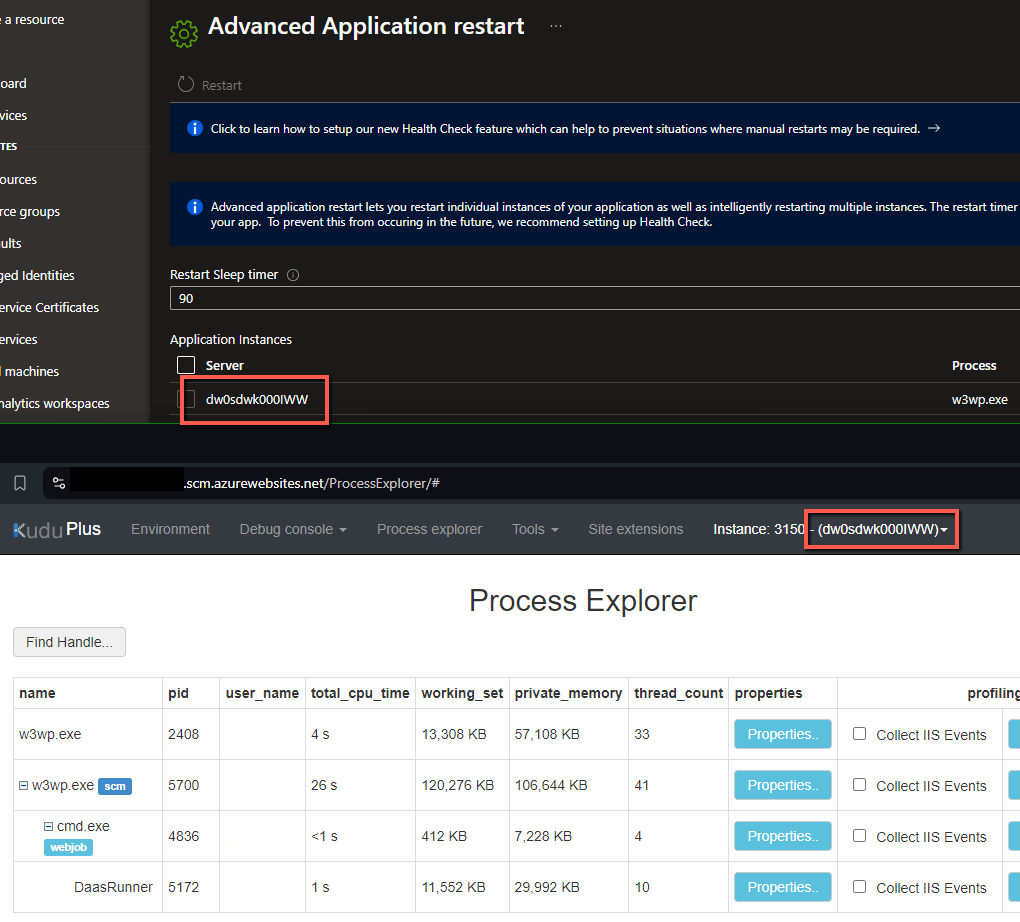 e a resource
Advanced Application restart ...
Restart
oard
Click to learn how to setup our new Health Check feature which can help to prevent situations where manual restarts may be required. →
vices
TES
ources
Advanced application restart lets you restart individual instances of your application as well as intelligently restarting multiple instances. The restart timer
rce groups
your app. To prevent this from occuring in the future, we recommend setting up Health Check.
ults
ged Identities
Restart Sleep timer
90
ervice Certificates
ervices
Application Instances
l machines
Server Process
nalytics workspaces
dw0sdwk000IWW w3wp.exe
.scm.azurewebsites.net/ProcessExplorer/#
Kudu Plus Environment Debug console Process explorer Tools Site extensions Instance: 3150 - (dw0sdwk000IWW)
Process Explorer
Find Handle...
name pid user_name total_cpu_time working_set private_memory thread_count properties profiling
w3wp.exe 2408 4 s 13,308 KB 57,108 KB 33 Properties.. Collect IIS Events
w3wp.exe scm 5700 26 s 120,276 KB 106,644 KB 41 Properties.. Collect IIS Events
cmd.exe webjob 4836 <1 s 412 KB 7,228 KB 4 Properties.. Collect IIS Events
DaasRunner 5172 1 s 11,552 KB 29,992 KB 10 Properties.. Collect IIS Events